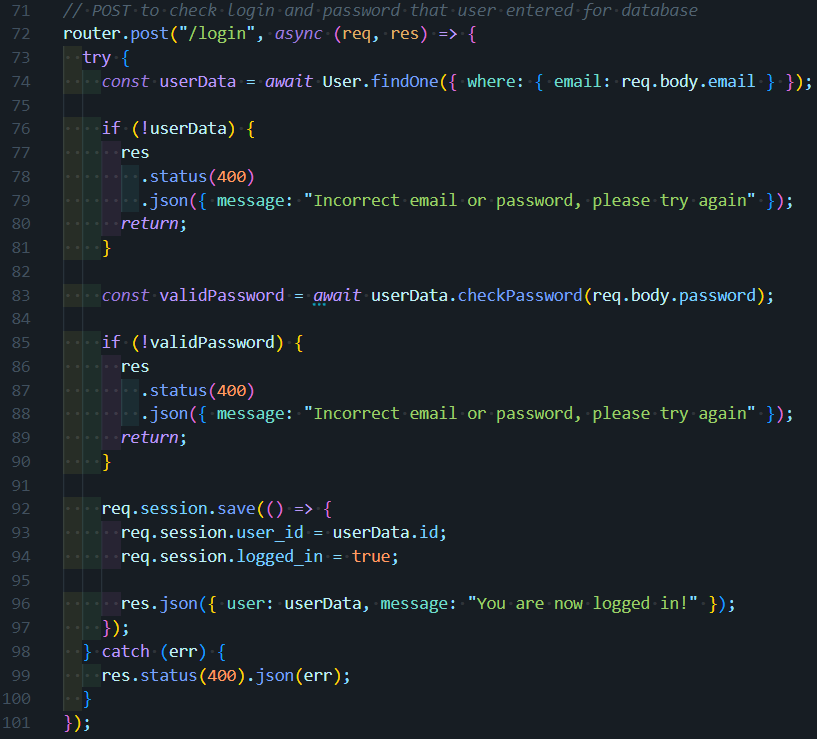 71 // POST to check login and password that user entered for database
72 router.post("/login", async (req, res) => {
73 try {
74 const userData = await User.findOne({ where: { email: req.body.email } });
75
76 if (!userData) {
77 res
78 .status(400)
79 .json({ message: "Incorrect email or password, please try again" });
80 return;
81 }
82
83 const validPassword = await userData.checkPassword(req.body.password);
84
85 if (!validPassword) {
86 res
87 .status(400)
88 .json({ message: "Incorrect email or password, please try again" });
89 return;
90 }
91
92 req.session.save(() => {
93 req.session.user_id = userData.id;
94 req.session.logged_in = true;
95
96 res.json({ user: userData, message: "You are now logged in!" });
97 });
98 } catch (err) {
99 res.status(400).json(err);
100 }
101 });